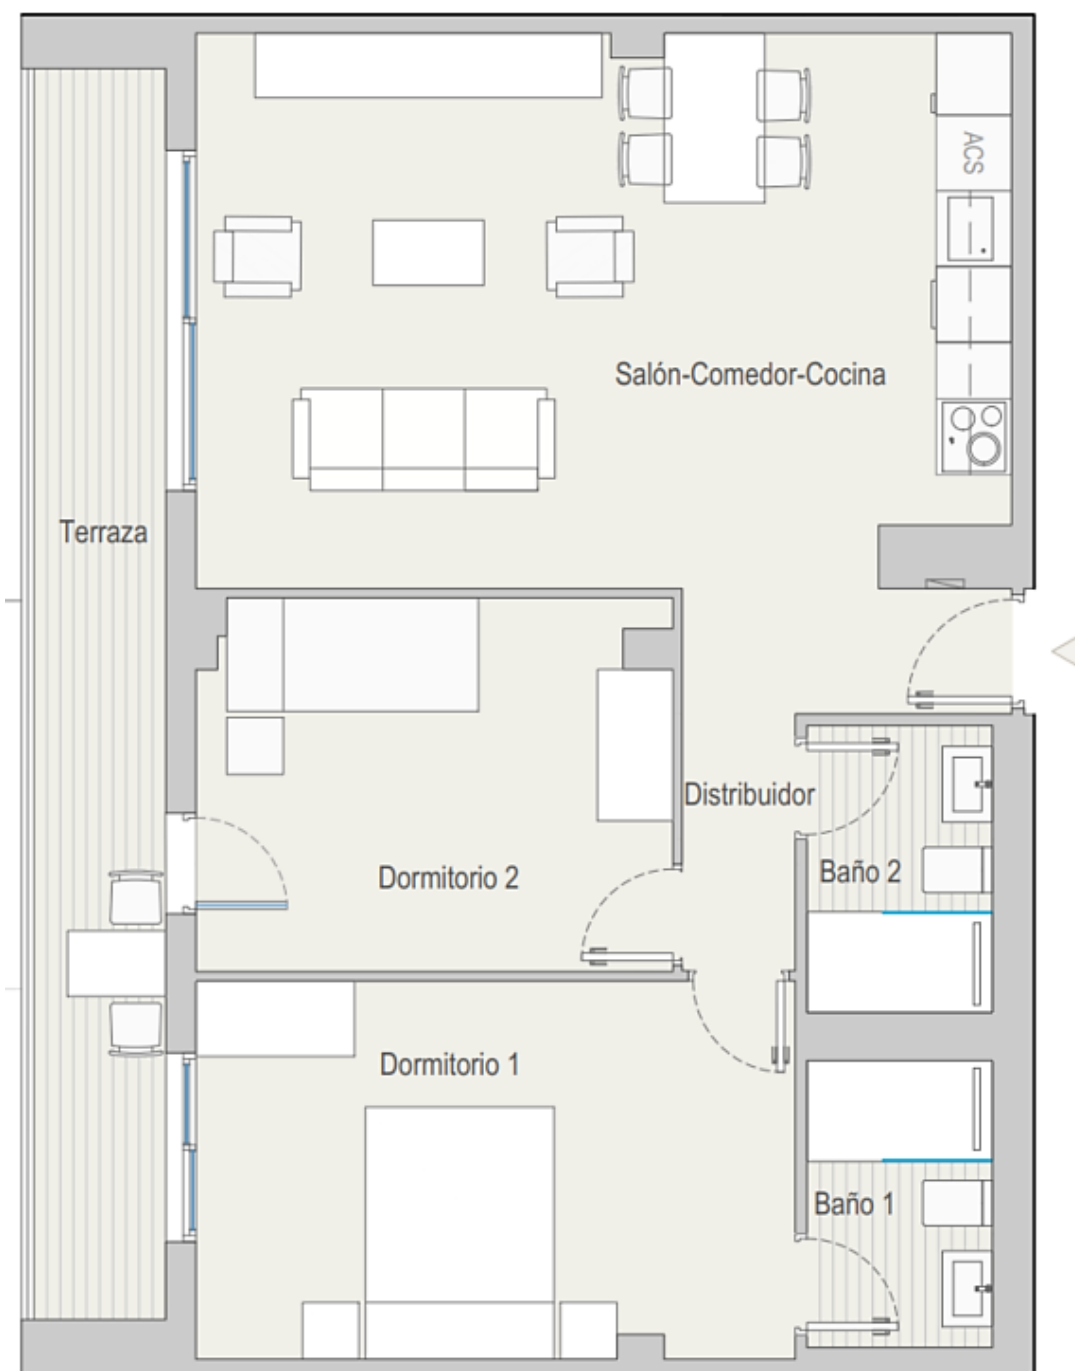 ACS
Salón-Comedor-Cocina
Terraza
Distribuidor
Dormitorio 2
Baño 2
Dormitorio 1
Baño 1